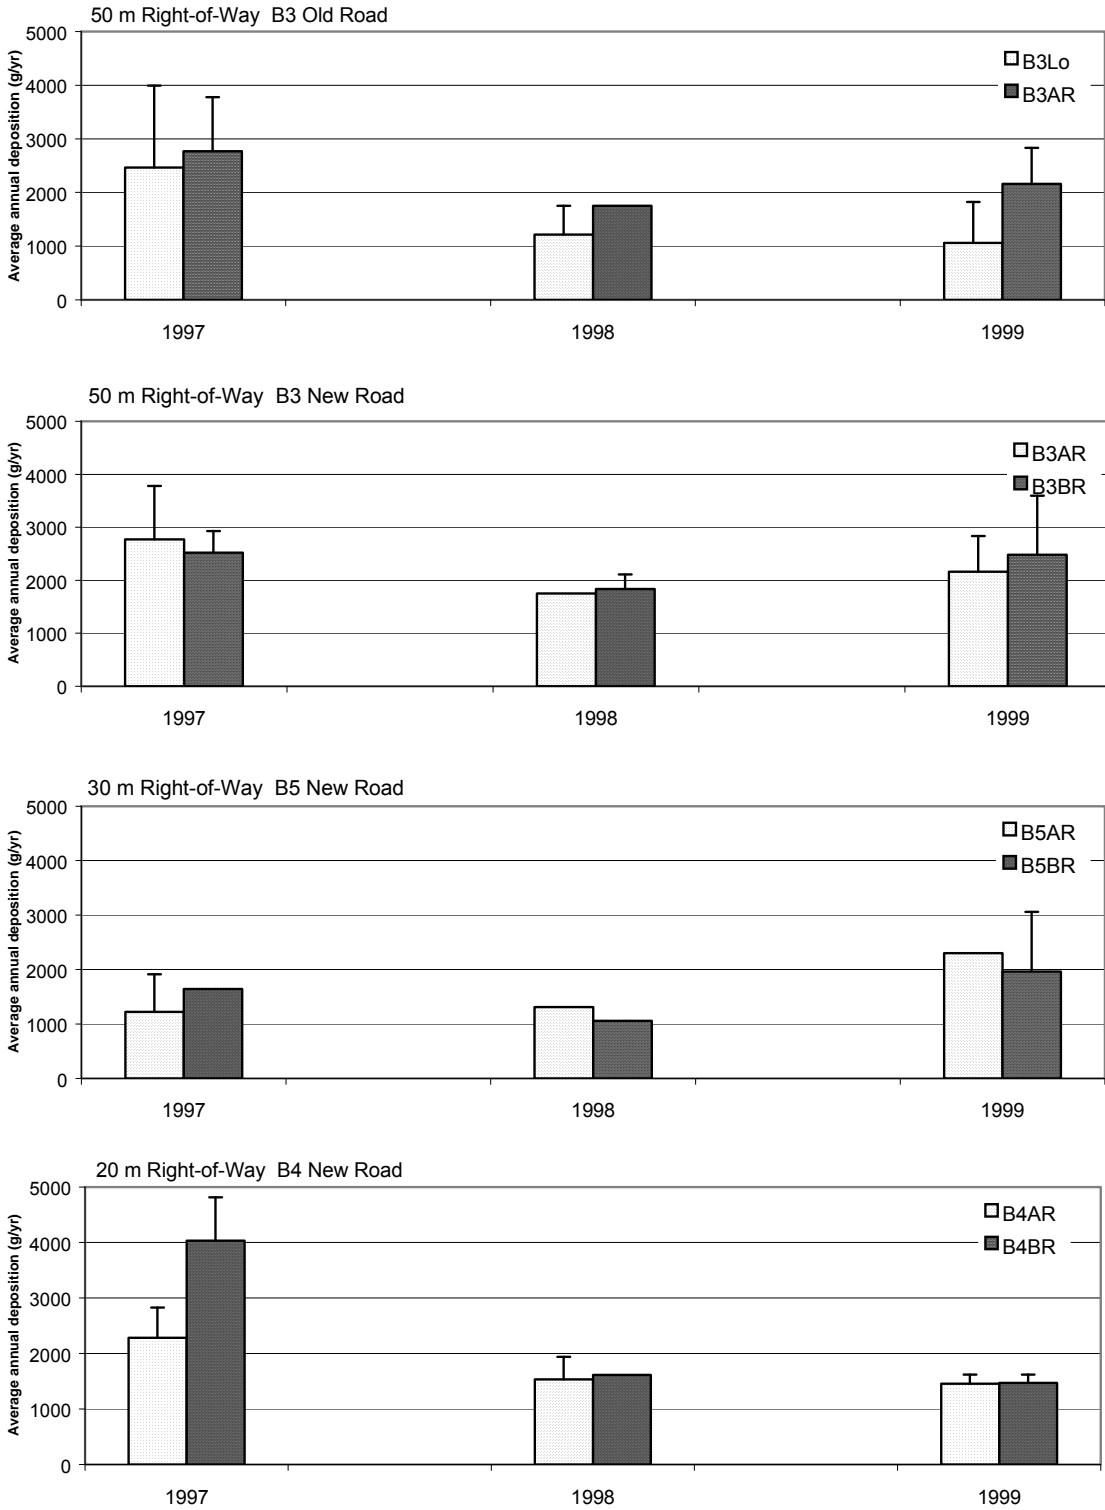 50 m Right-of-Way B3 Old Road
Average annual deposition (g/yr)
5000
4000
3000
2000
1000
0
B3Lo
B3AR
1997 1998 1999
50 m Right-of-Way B3 New Road
Average annual deposition (g/yr)
5000
4000
3000
2000
1000
0
B3AR
B3BR
1997 1998 1999
30 m Right-of-Way B5 New Road
Average annual deposition (g/yr)
5000
4000
3000
2000
1000
0
B5AR
B5BR
1997 1998 1999
20 m Right-of-Way B4 New Road
Average annual deposition (g/yr)
5000
4000
3000
2000
1000
0
B4AR
B4BR
1997 1998 1999